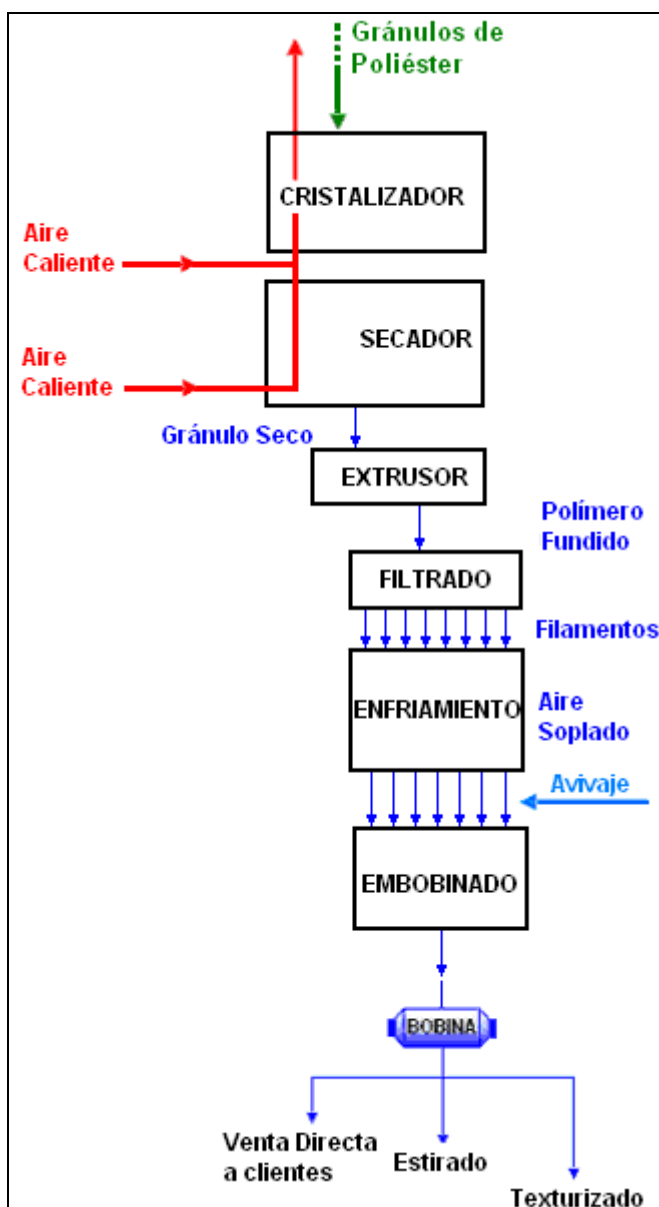 Gránulos de
Poliéster
CRISTALIZADOR
Aire
Caliente
SECADOR
Aire
Caliente
Gránulo Seco
EXTRUSOR
Polímero
Fundido
FILTRADO
Filamentos
ENFRIAMIENTO
Aire
Soplado
Avivaje
EMBOBINADO
BOBINA
Venta Directa
a clientes
Estirado
Texturizado